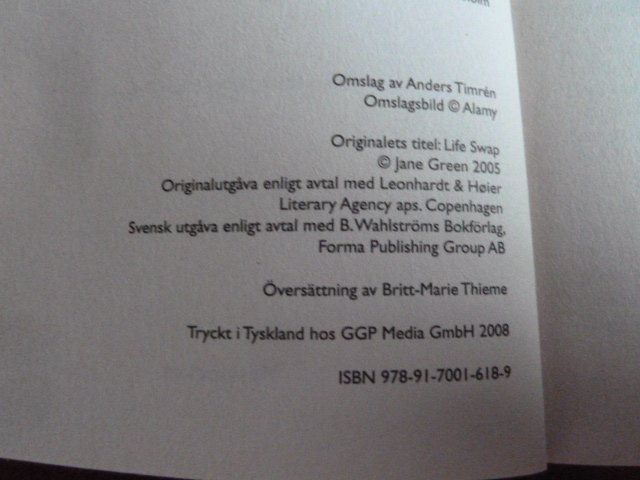 Omslag av Anders Timrén
Omslagsbild © Alamy
Originalets titel: Life Swap
© Jane Green 2005
Originalutgåva enligt avtal med Leonhardt & Høier
Literary Agency aps. Copenhagen
Svensk utgåva enligt avtal med B. Wahlströms Bokförlag,
Forma Publishing Group AB
Översättning av Britt-Marie Thieme
Tryckt i Tyskland hos GGP Media GmbH 2008
ISBN 978-91-7001-618-9